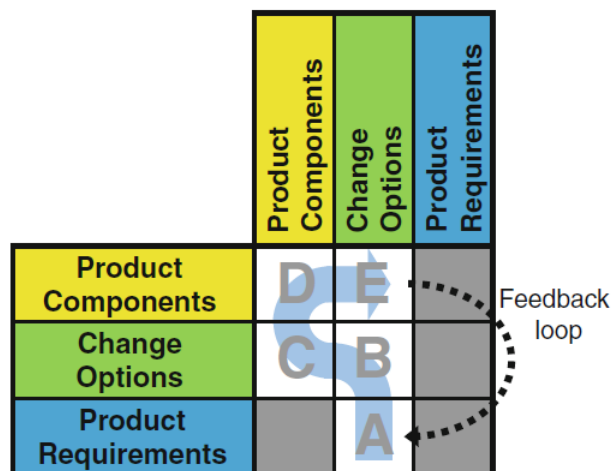 Product
Components
Change
Options
Product
Requirements
Product
Components
D E
Feedback
loop
Change
Options
C B
Product
Requirements
A